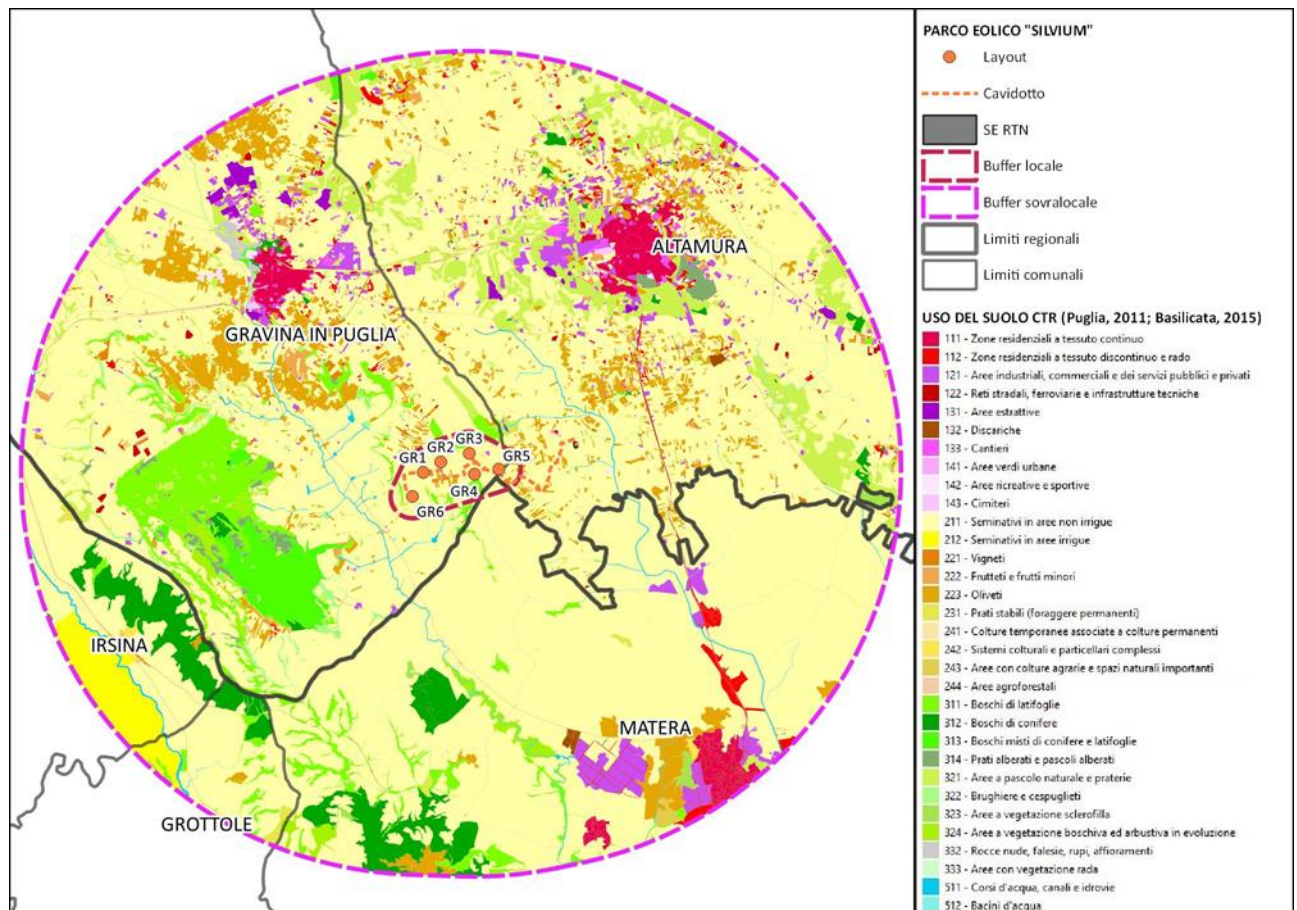 ALTAMURA
GRAVINA IN PUGLIA
GR3
GR2
GR1
GR5
GR4
GR6
IRSINA
MATERA
GROTTOLE
PARCO EOLICO "SILVIUM"
Layout
Cavidotto
SE RTN
Buffer locale
Buffer sovralocale
Limiti regionali
Limiti comunali
USO DEL SUOLO CTR (Puglia, 2011; Basilicata, 2015)
111 - Zone residenziali a tessuto continuo
112 - Zone residenziali a tessuto discontinuo e rado
121 - Aree industriali, commerciali e dei servizi pubblici e privati
122 - Reti stradali, ferroviarie e infrastrutture tecniche
131 - Aree estrattive
132 - Discariche
133 - Cantieri
141 - Aree verdi urbane
142 - Aree ricreative e sportive
143 - Cimiteri
211 - Seminativi in aree non irrigue
212 - Seminativi in aree irrigue
221 - Vigneti
222 - Frutteti e frutti minori
223 - Oliveti
231 - Prati stabili (foraggere permanenti)
241 - Colture temporanee associate a colture permanenti
242 - Sistemi colturali e particellari complessi
243 - Aree con colture agrarie e spazi naturali importanti
244 - Aree agroforestali
311 - Boschi di latifoglie
312 - Boschi di conifere
313 - Boschi misti di conifere e latifoglie
314 - Prati alberati e pascoli alberati
321 - Aree a pascolo naturale e praterie
322 - Brughiere e cespuglieti
323 - Aree a vegetazione sclerofilla
324 - Aree a vegetazione boschiva ed arbustiva in evoluzione
332 - Rocce nude, falesie, rupi, affioramenti
333 - Aree con vegetazione rada
511 - Corsi d'acqua, canali e idrovie
512 - Bacini d'acqua